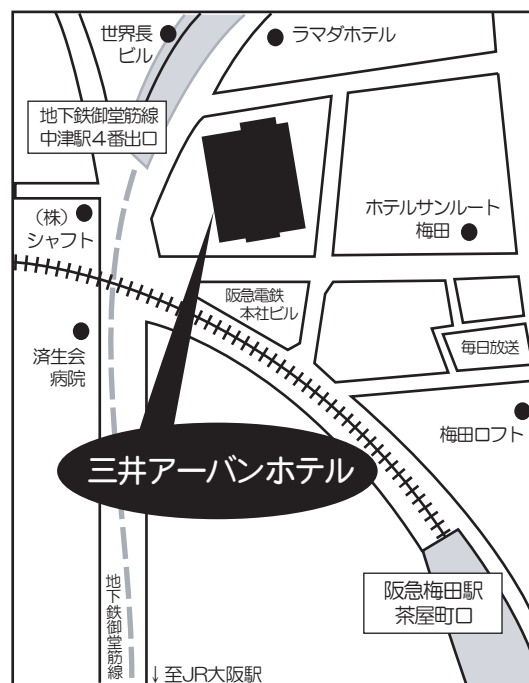 世界長
ビル
ラマダホテル
地下鉄御堂筋線
中津駅4番出口
(株)
シャフト
ホテルサンルート
梅田
阪急電鉄
本社ビル
毎日放送
済生会
病院
梅田ロフト
三井アーバンホテル
阪急梅田駅
茶屋町口
地下鉄御堂筋線
↓至JR大阪駅